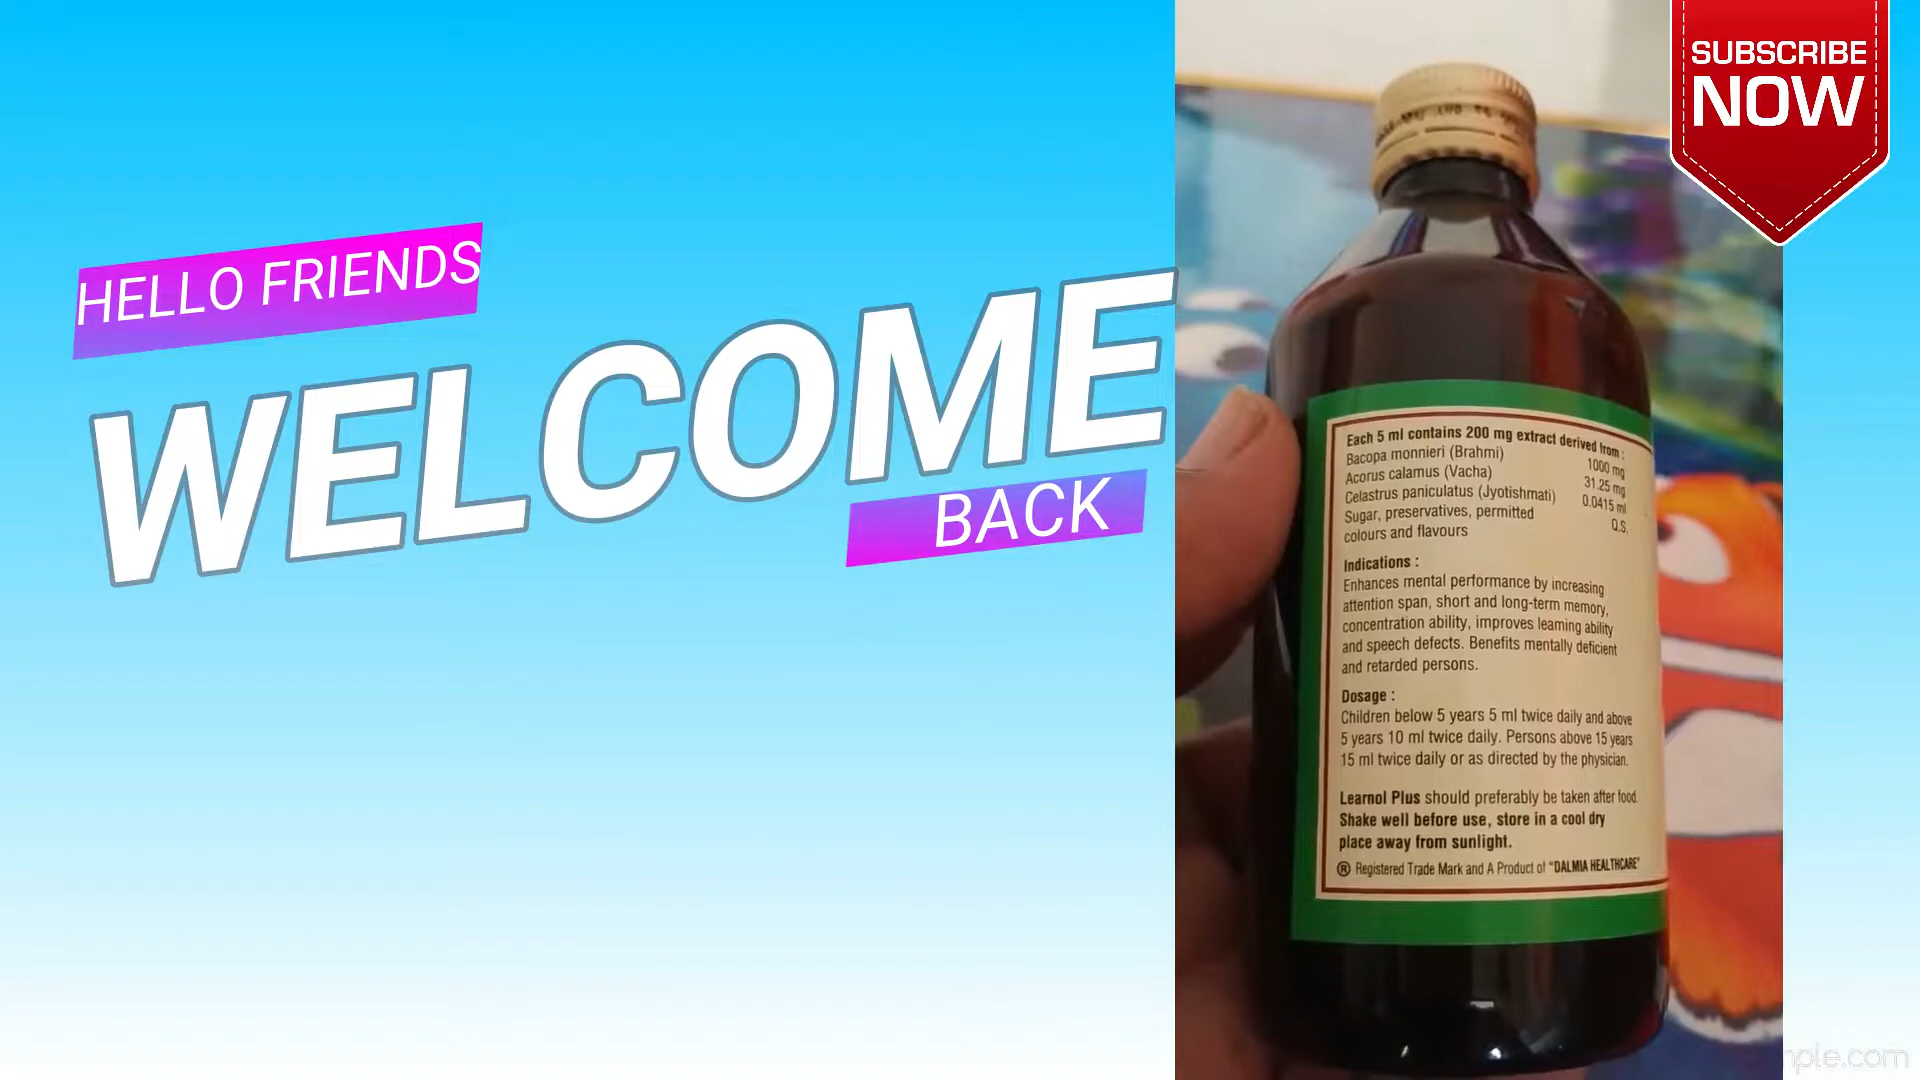 HELLO FRIENDS
WELCOME
BACK
SUBSCRIBE
NOW
Each 5 ml contains 200 mg extract derived from :
Bacopa monnieri (Brahmi) 1000 mg
Acorus calamus (Vacha) 31.25 mg
Celastrus paniculatus (Jyotishmati) 0.0415 ml
Sugar, preservatives, permitted Q.S.
colours and flavours
Indications :
Enhances mental performance by increasing
attention span, short and long-term memory,
concentration ability, improves learning ability
and speech defects. Benefits mentally deficient
and retarded persons.
Dosage :
Children below 5 years 5 ml twice daily and above
5 years 10 ml twice daily. Persons above 15 years
15 ml twice daily or as directed by the physician.
Learnol Plus should preferably be taken after food.
Shake well before use, store in a cool dry
place away from sunlight.
® Registered Trade Mark and A Product of "DALMIA HEALTHCARE"